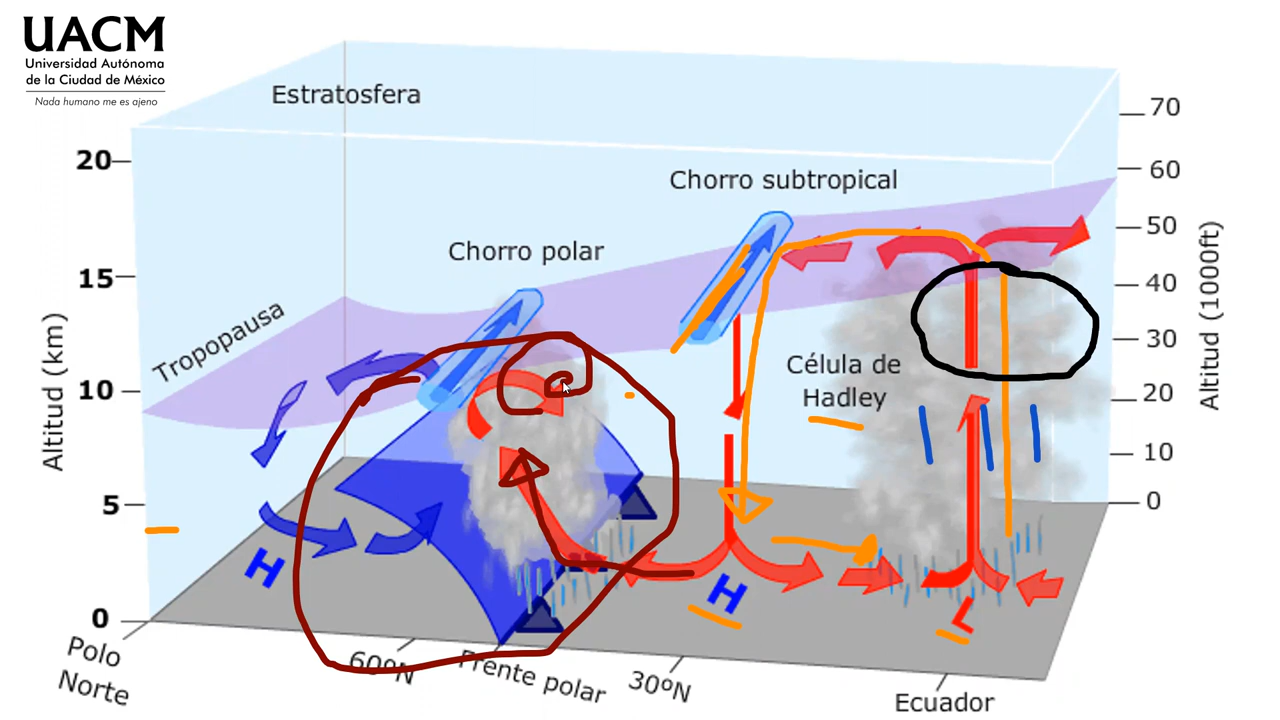 UACM
Universidad Autónoma
de la Ciudad de México
Nada humano me es ajeno
Estratosfera
Chorro subtropical
Chorro polar
Tropopausa
Célula de
Hadley
20
15
10
5
0
Altitud (km)
70
60
50
40
30
20
10
0
Altitud (1000ft)
H
H
L
Polo
Norte
60ºN
Frente polar
30ºN
Ecuador